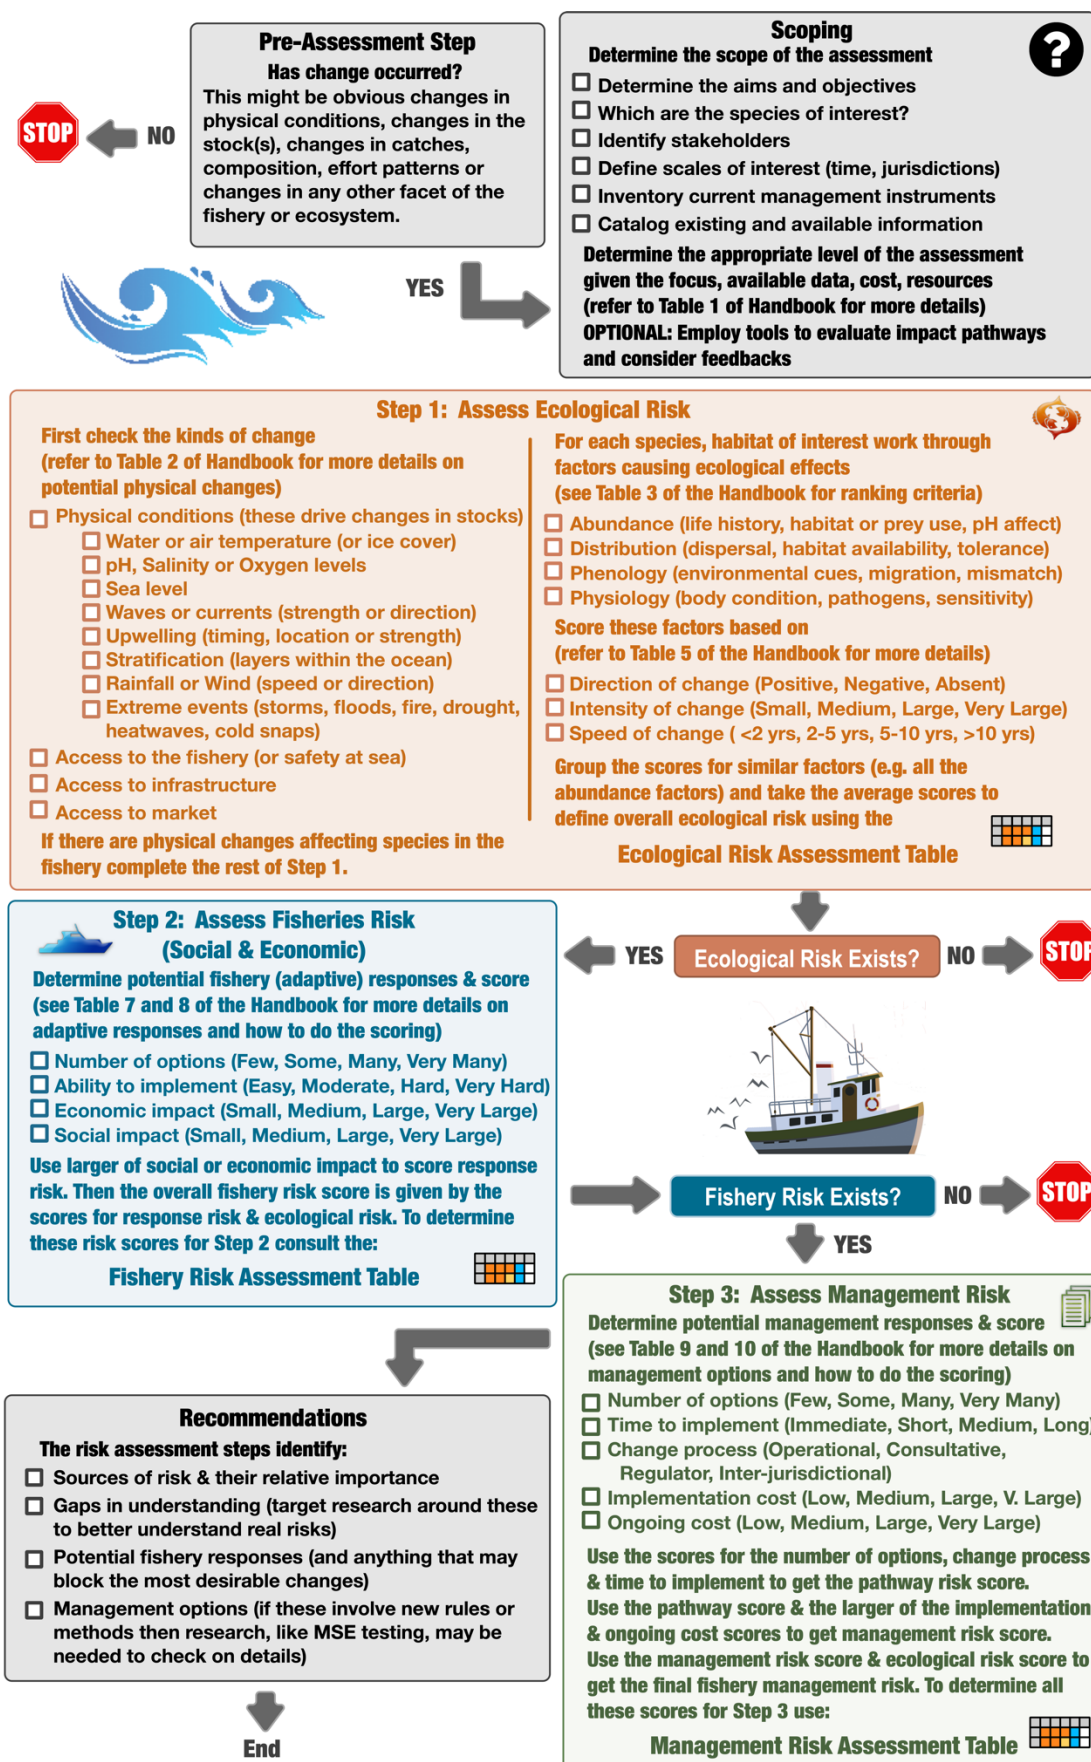 Pre-Assessment Step
Has change occurred?
This might be obvious changes in
physical conditions, changes in the
stock(s), changes in catches,
composition, effort patterns or
changes in any other facet of the
fishery or ecosystem.
STOP
NO
YES
Scoping
?
Determine the scope of the assessment
Determine the aims and objectives
Which are the species of interest?
Identify stakeholders
Define scales of interest (time, jurisdictions)
Inventory current management instruments
Catalog existing and available information
Determine the appropriate level of the assessment
given the focus, available data, cost, resources
(refer to Table 1 of Handbook for more details)
OPTIONAL: Employ tools to evaluate impact pathways
and consider feedbacks
Step 1: Assess Ecological Risk
First check the kinds of change
(refer to Table 2 of Handbook for more details on
potential physical changes)
Physical conditions (these drive changes in stocks)
Water or air temperature (or ice cover)
pH, Salinity or Oxygen levels
Sea level
Waves or currents (strength or direction)
Upwelling (timing, location or strength)
Stratification (layers within the ocean)
Rainfall or Wind (speed or direction)
Extreme events (storms, floods, fire, drought,
heatwaves, cold snaps)
Access to the fishery (or safety at sea)
Access to infrastructure
Access to market
If there are physical changes affecting species in the
fishery complete the rest of Step 1.
For each species, habitat of interest work through
factors causing ecological effects
(see Table 3 of the Handbook for ranking criteria)
Abundance (life history, habitat or prey use, pH affect)
Distribution (dispersal, habitat availability, tolerance)
Phenology (environmental cues, migration, mismatch)
Physiology (body condition, pathogens, sensitivity)
Score these factors based on
(refer to Table 5 of the Handbook for more details)
Direction of change (Positive, Negative, Absent)
Intensity of change (Small, Medium, Large, Very Large)
Speed of change ( <2 yrs, 2-5 yrs, 5-10 yrs, >10 yrs)
Group the scores for similar factors (e.g. all the
abundance factors) and take the average scores to
define overall ecological risk using the
Ecological Risk Assessment Table
YES
Ecological Risk Exists?
NO
STOP
Step 2: Assess Fisheries Risk
(Social & Economic)
Determine potential fishery (adaptive) responses & score
(see Table 7 and 8 of the Handbook for more details on
adaptive responses and how to do the scoring)
Number of options (Few, Some, Many, Very Many)
Ability to implement (Easy, Moderate, Hard, Very Hard)
Economic impact (Small, Medium, Large, Very Large)
Social impact (Small, Medium, Large, Very Large)
Use larger of social or economic impact to score response
risk. Then the overall fishery risk score is given by the
scores for response risk & ecological risk. To determine
these risk scores for Step 2 consult the:
Fishery Risk Assessment Table
Fishery Risk Exists?
NO
STOP
YES
Step 3: Assess Management Risk
Determine potential management responses & score
(see Table 9 and 10 of the Handbook for more details on
management options and how to do the scoring)
Number of options (Few, Some, Many, Very Many)
Time to implement (Immediate, Short, Medium, Long)
Change process (Operational, Consultative,
Regulator, Inter-jurisdictional)
Implementation cost (Low, Medium, Large, V. Large)
Ongoing cost (Low, Medium, Large, Very Large)
Use the scores for the number of options, change process
& time to implement to get the pathway risk score.
Use the pathway score & the larger of the implementation
& ongoing cost scores to get management risk score.
Use the management risk score & ecological risk score to
get the final fishery management risk. To determine all
these scores for Step 3 use:
Management Risk Assessment Table
Recommendations
The risk assessment steps identify:
Sources of risk & their relative importance
Gaps in understanding (target research around these
to better understand real risks)
Potential fishery responses (and anything that may
block the most desirable changes)
Management options (if these involve new rules or
methods then research, like MSE testing, may be
needed to check on details)
End